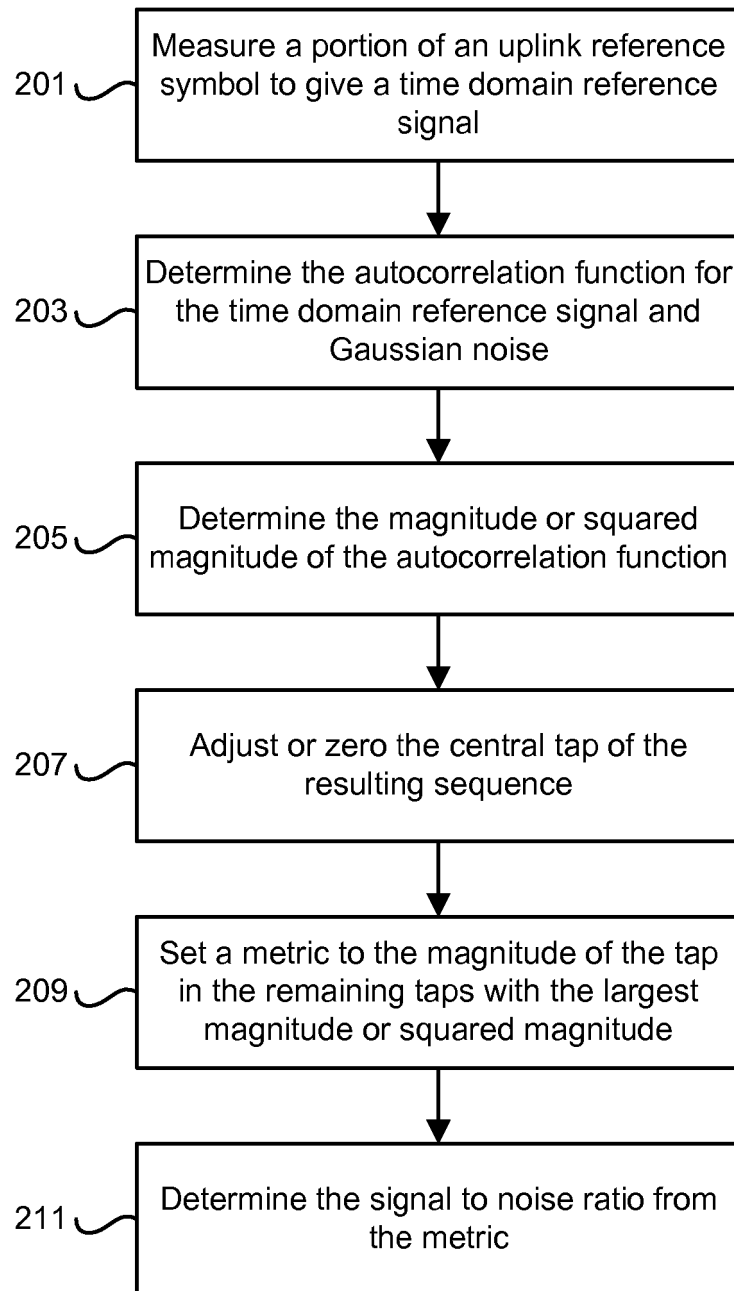 201
Measure a portion of an uplink reference
symbol to give a time domain reference
signal
203
Determine the autocorrelation function for
the time domain reference signal and
Gaussian noise
205
Determine the magnitude or squared
magnitude of the autocorrelation function
207
Adjust or zero the central tap of the
resulting sequence
209
Set a metric to the magnitude of the tap
in the remaining taps with the largest
magnitude or squared magnitude
211
Determine the signal to noise ratio from
the metric